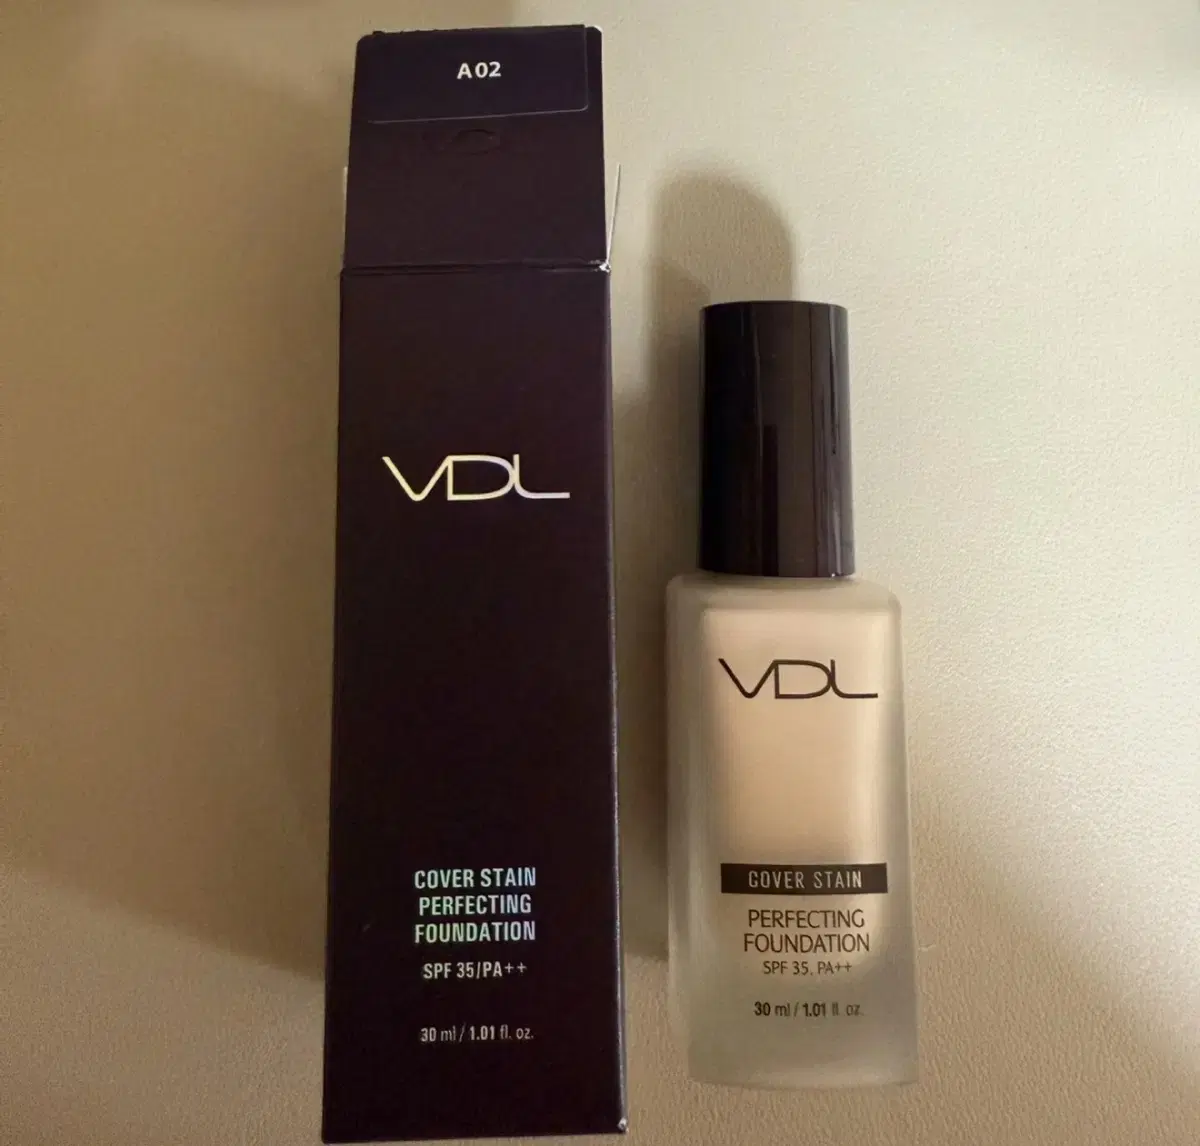 A02
VDL
COVER STAIN
PERFECTING
FOUNDATION
SPF 35/PA++
30 ml / 1.01 fl. oz.
VDL
COVER STAIN
PERFECTING
FOUNDATION
SPF 35. PA++
30 ml / 1.01 fl. oz.